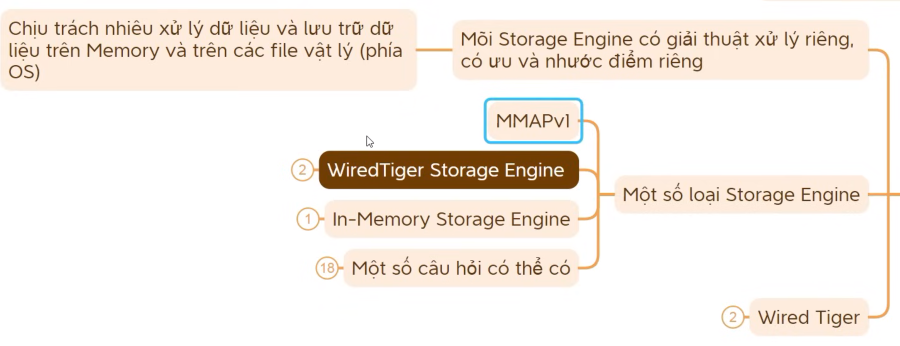 Chịu trách nhiêu xử lý dữ liệu và lưu trữ dữ
liệu trên Memory và trên các file vật lý (phía
OS)
Mõi Storage Engine có giải thuật xử lý riêng,
có ưu và nhược điểm riêng
MMAPv1
2
WiredTiger Storage Engine
1
In-Memory Storage Engine
18
Một số câu hỏi có thể có
Một số loại Storage Engine
2
Wired Tiger